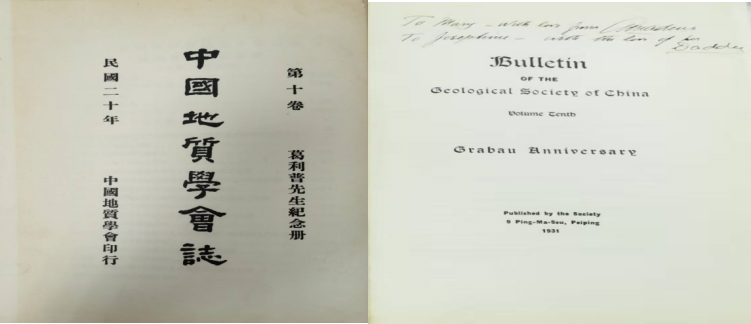 第十卷 葛利普先生紀念册
中國地質學會誌
民國二十年 中國地質學會印行
To Mary – with love from
To Josephine – with the love of her
Daddee
Bulletin
OF THE
Geological Society of China
Volume Tenth
Grabau Anniversary
Published by the Society
9 Ping-Ma-Ssu, Peiping
1931